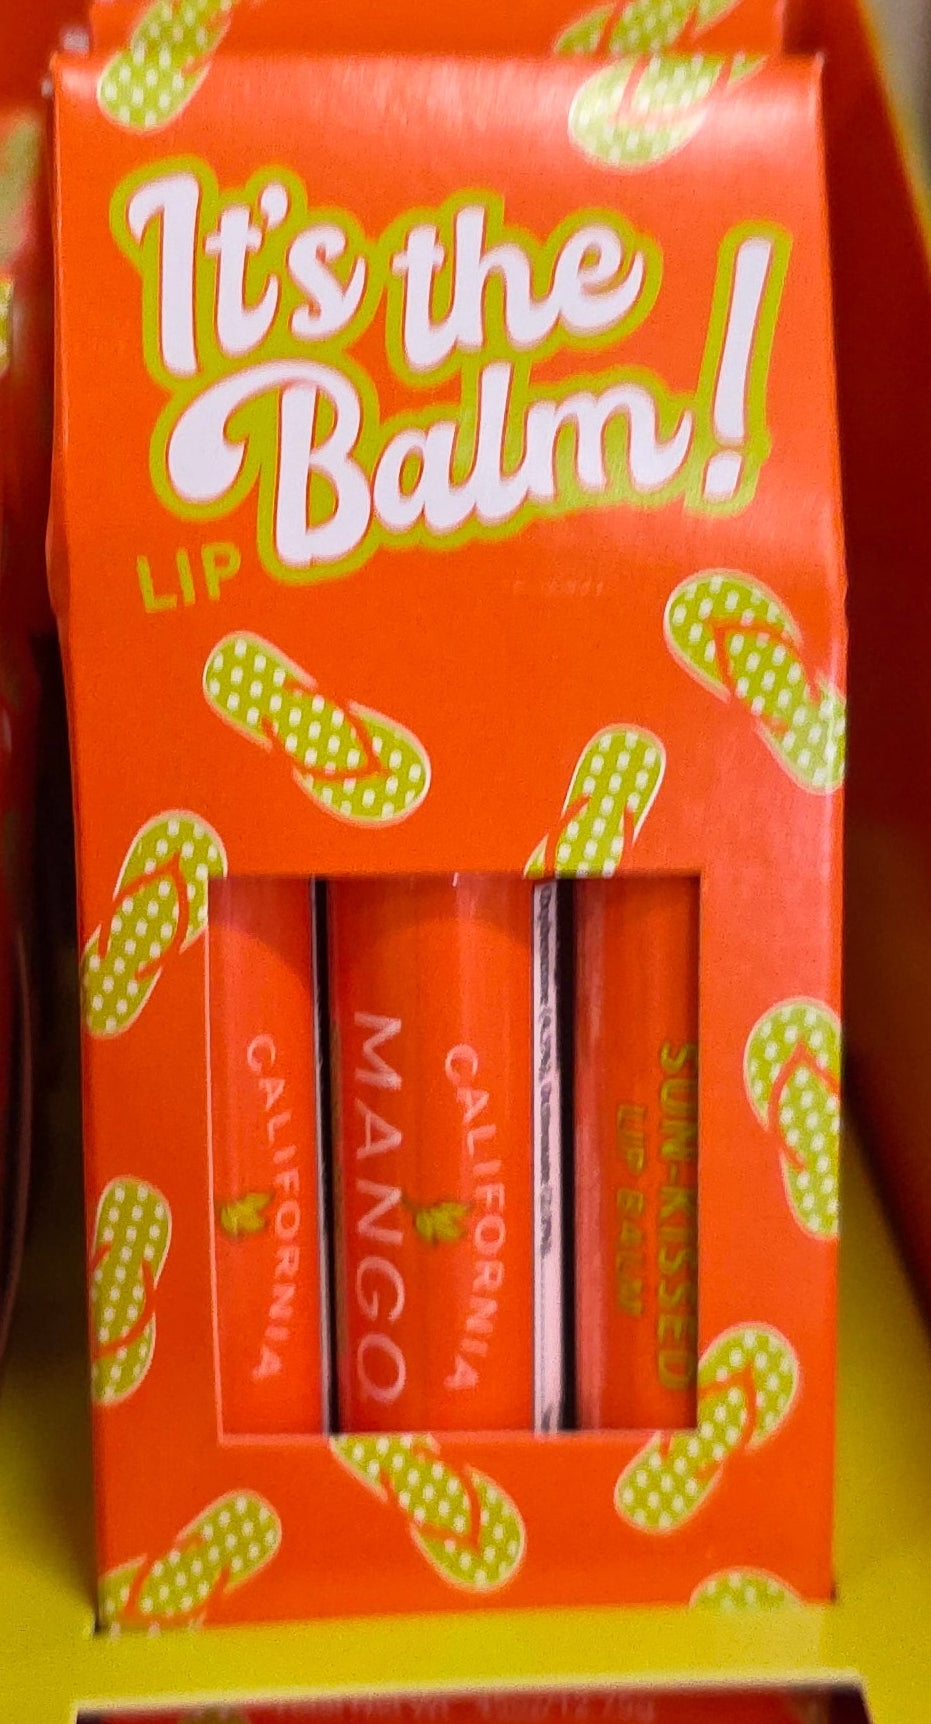 It's the
Balm!
LIP
CALIFORNIA
MANGO
CALIFORNIA
SUN-KISSED
LIP BALM